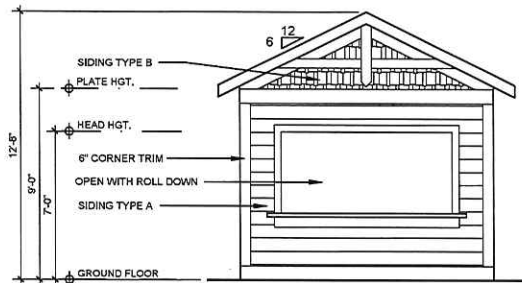 12
6
SIDING TYPE B
PLATE HGT.
HEAD HGT.
6" CORNER TRIM
OPEN WITH ROLL DOWN
SIDING TYPE A
GROUND FLOOR
12'-8"
9'-0"
7'-0"